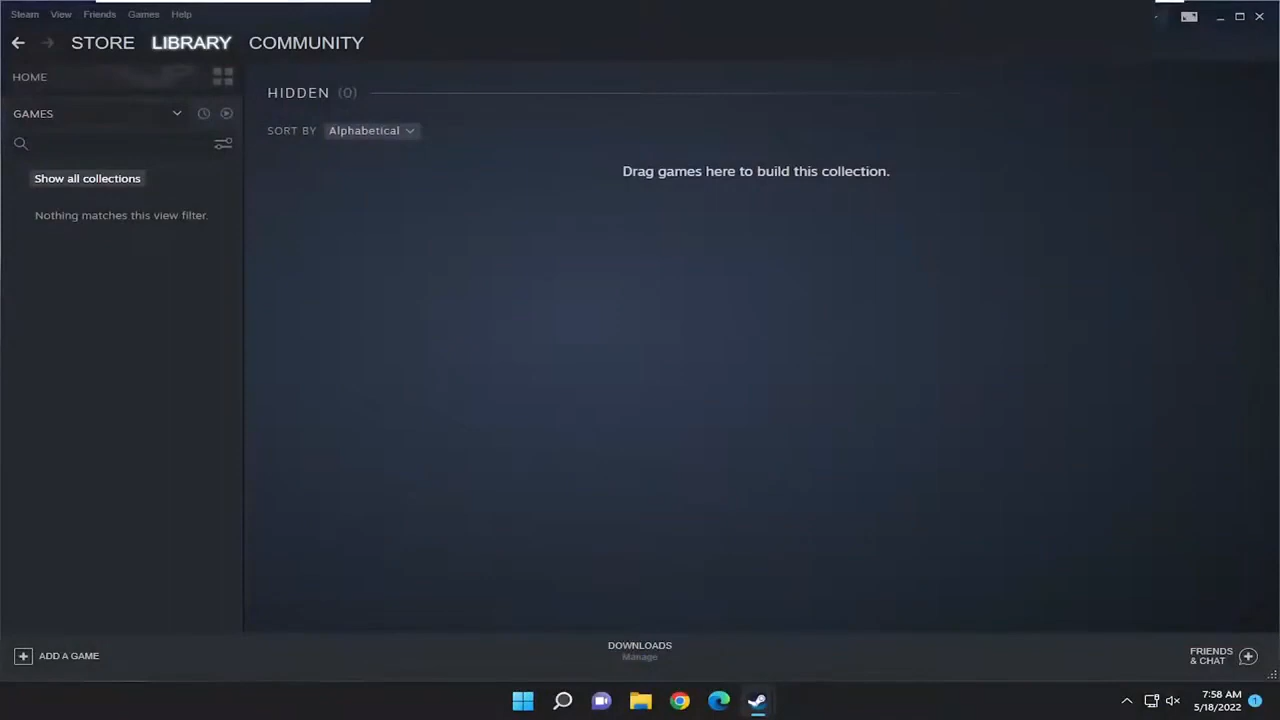 Steam View Friends Games Help
STORE LIBRARY COMMUNITY
HOME
GAMES
Show all collections
Nothing matches this view filter.
HIDDEN (0)
SORT BY Alphabetical
Drag games here to build this collection.
ADD A GAME
DOWNLOADS
Manage
FRIENDS
& CHAT
7:58 AM
5/18/2022
1